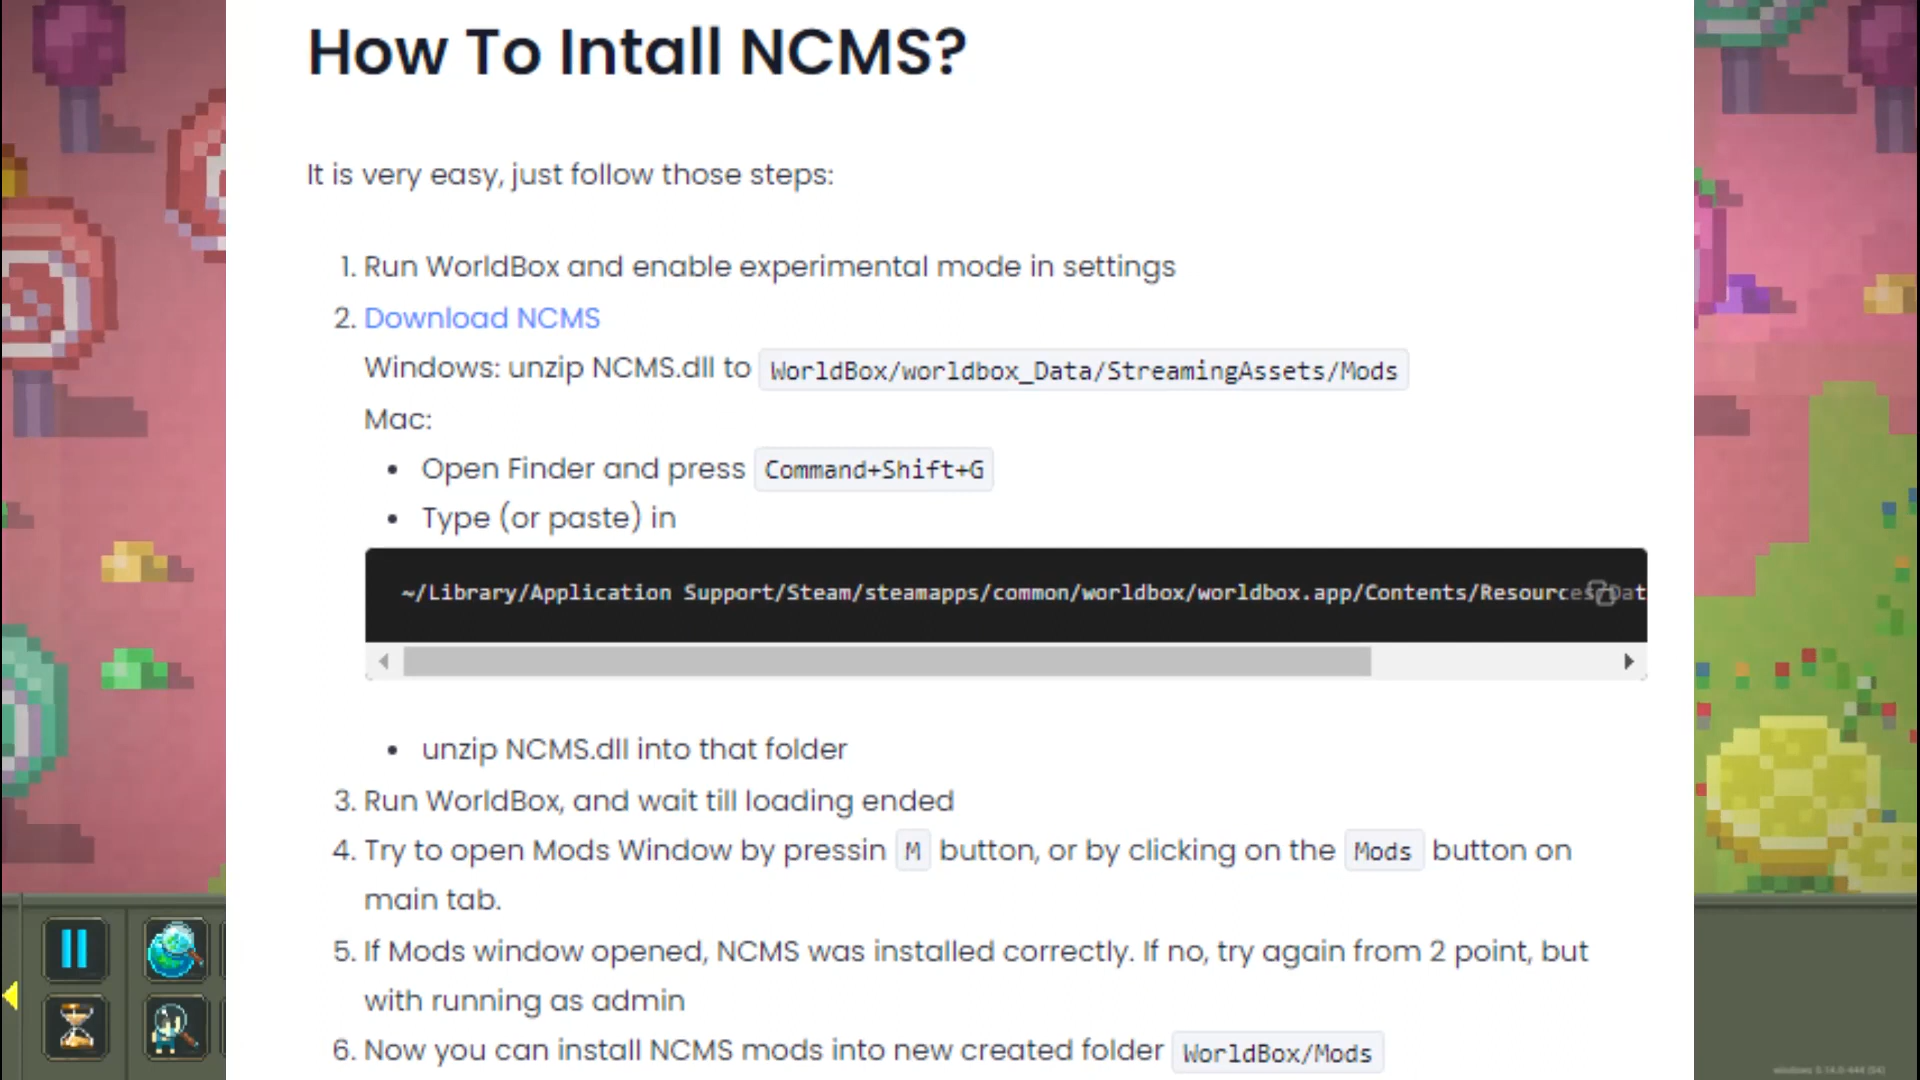 How To Intall NCMS?
It is very easy, just follow those steps:
1. Run WorldBox and enable experimental mode in settings
2. Download NCMS
Windows: unzip NCMS.dll to WorldBox/worldbox_Data/StreamingAssets/Mods
Mac:
• Open Finder and press Command+Shift+G
• Type (or paste) in
~/Library/Application Support/Steam/steamapps/common/worldbox/worldbox.app/Contents/Resources/Dat
• unzip NCMS.dll into that folder
3. Run WorldBox, and wait till loading ended
4. Try to open Mods Window by pressin M button, or by clicking on the Mods button on
main tab.
5. If Mods window opened, NCMS was installed correctly. If no, try again from 2 point, but
with running as admin
6. Now you can install NCMS mods into new created folder WorldBox/Mods